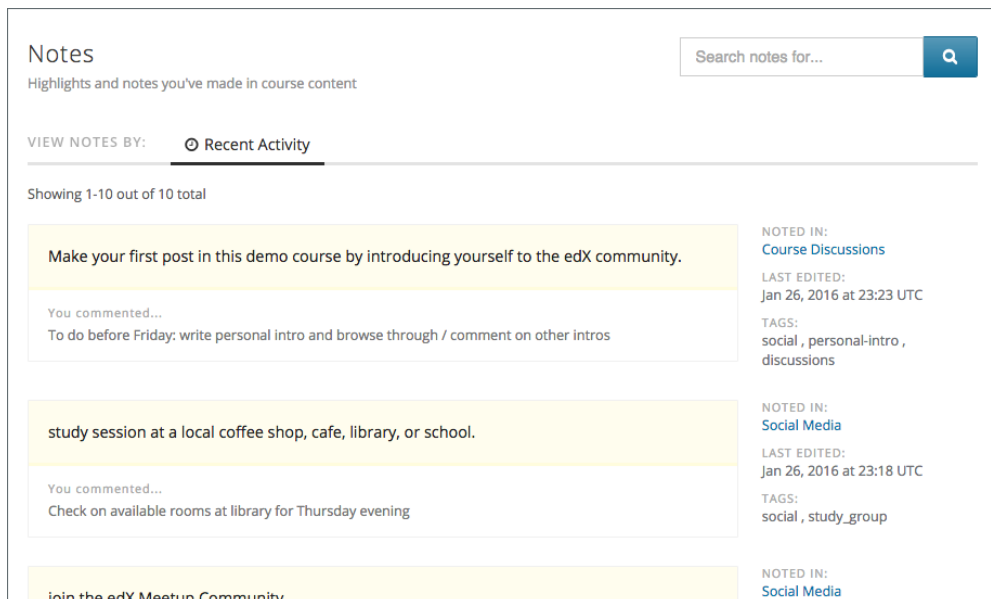 Notes
Search notes for...
Highlights and notes you've made in course content
VIEW NOTES BY:
Recent Activity
Showing 1-10 out of 10 total
Make your first post in this demo course by introducing yourself to the edX community.
You commented...
To do before Friday: write personal intro and browse through / comment on other intros
NOTED IN:
Course Discussions
LAST EDITED:
Jan 26, 2016 at 23:23 UTC
TAGS:
social , personal-intro ,
discussions
study session at a local coffee shop, cafe, library, or school.
You commented...
Check on available rooms at library for Thursday evening
NOTED IN:
Social Media
LAST EDITED:
Jan 26, 2016 at 23:18 UTC
TAGS:
social , study_group
join the edX Meetup Community
NOTED IN:
Social Media